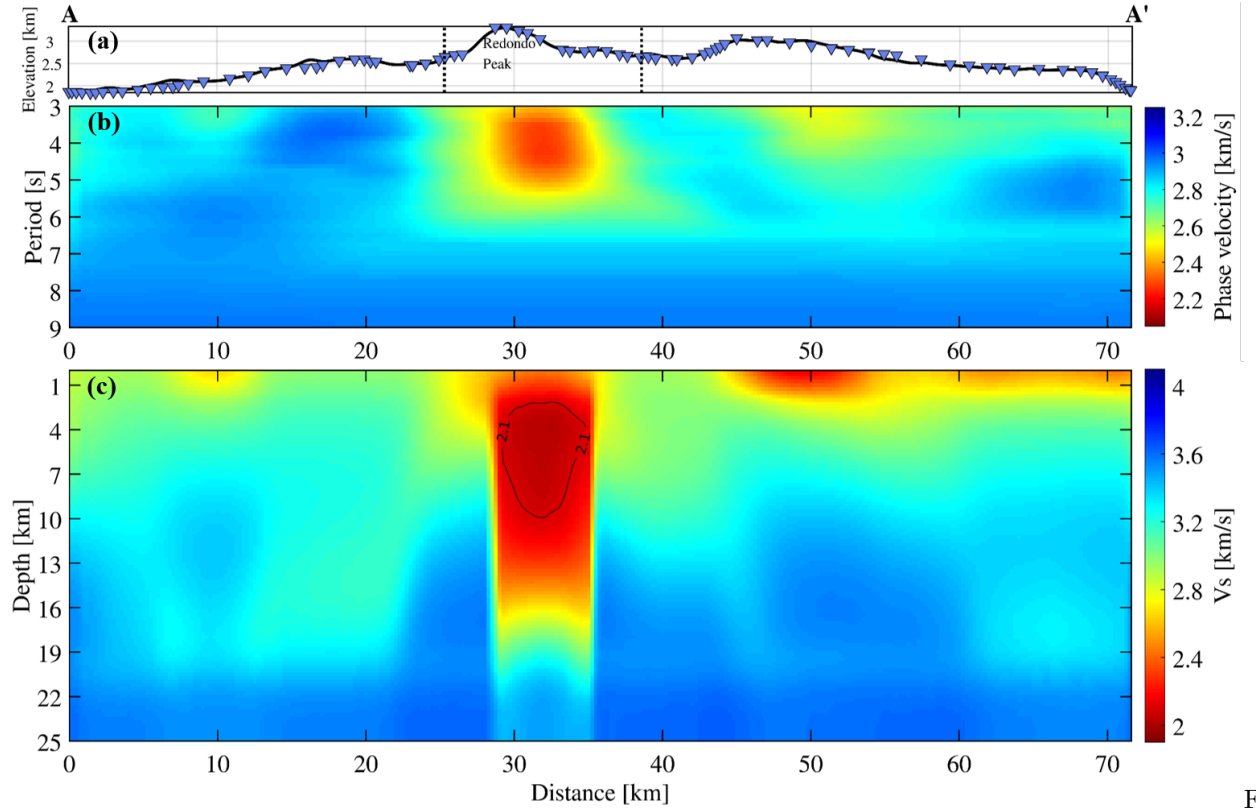 A A'
Elevation [km]
3
2.5
2
(a)
Redondo
Peak
(b)
Period [s]
3
4
5
6
7
8
9
0 10 20 30 40 50 60 70
3.2
3
2.8
2.6
2.4
2.2
Phase velocity [km/s]
(c)
Depth [km]
1
4
7
10
13
16
19
22
25
2.1 2.1
0 10 20 30 40 50 60 70
Distance [km]
4
3.6
3.2
2.8
2.4
2
Vs [km/s]